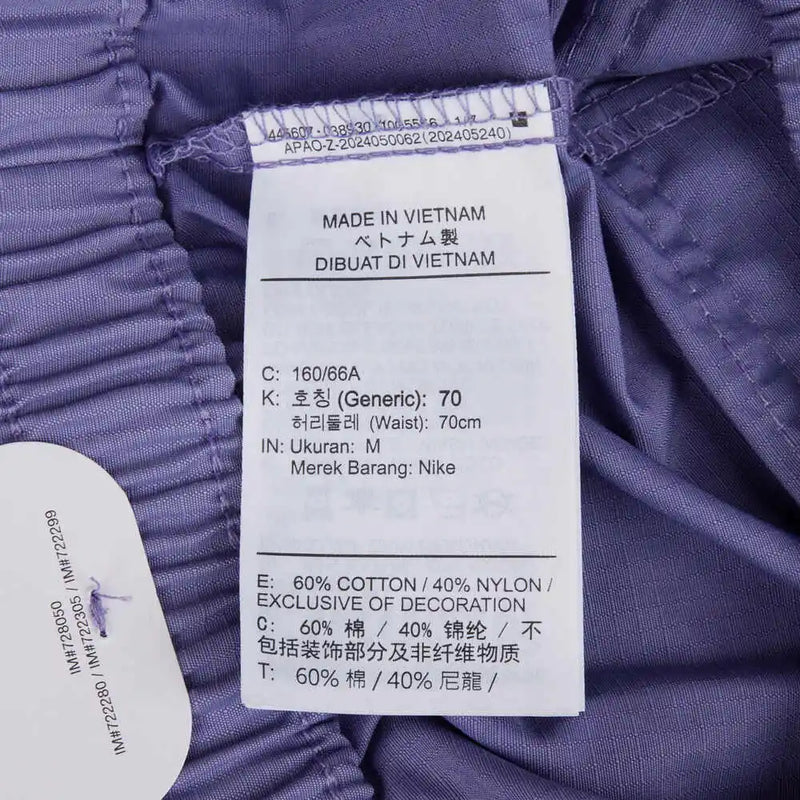 APAO-Z-2024050062(202405240)
MADE IN VIETNAM
ベトナム製
DIBUAT DI VIETNAM
C: 160/66A
K: 호칭 (Generic): 70
허리둘레 (Waist): 70cm
IN: Ukuran: M
Merek Barang: Nike
E: 60% COTTON / 40% NYLON /
EXCLUSIVE OF DECORATION
C: 60% 棉 / 40% 锦纶 / 不
包括装饰部分及非纤维物质
T: 60% 棉 / 40% 尼龍 /
IM#728050
IM#722280 / IM#722305 / IM#722299